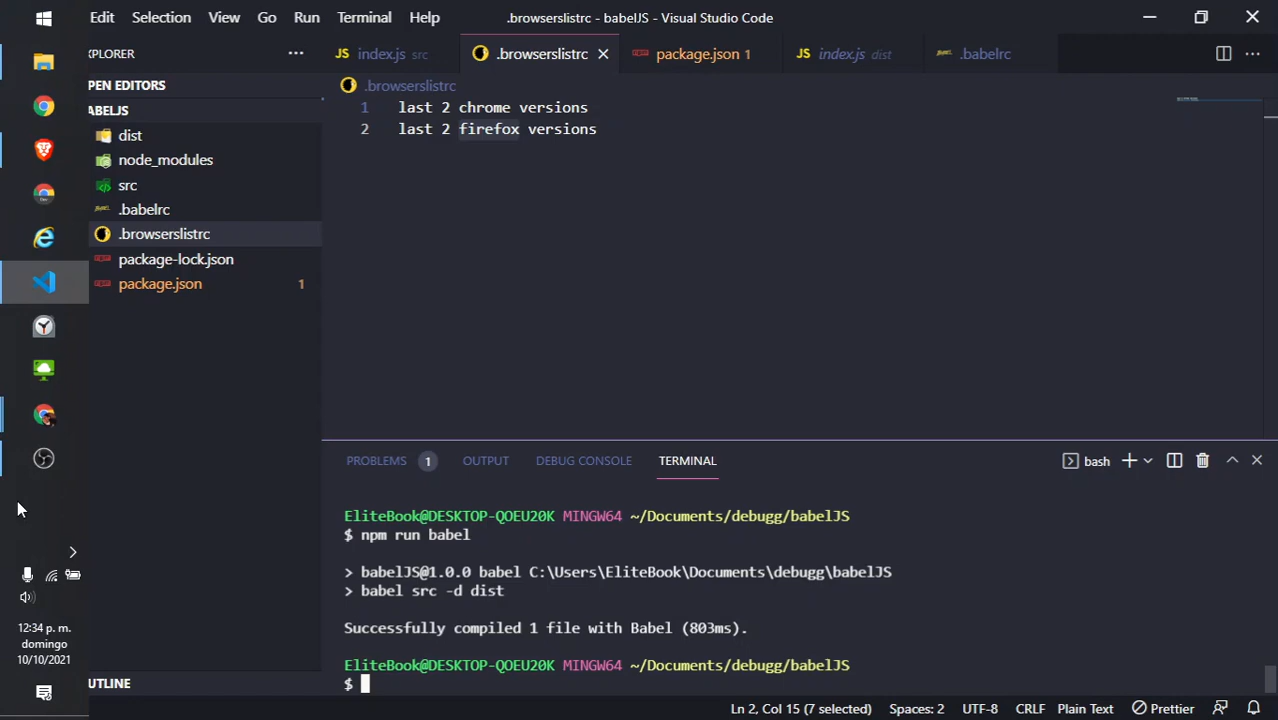 Edit Selection View Go Run Terminal Help
.browserslistrc - babelJS - Visual Studio Code
XPLORER
index.js src
.browserslistrc
package.json 1
index.js dist
.babelrc
PEN EDITORS
ABELJS
dist
node_modules
src
.babelrc
.browserslistrc
package-lock.json
package.json 1
UTLINE
.browserslistrc
1 last 2 chrome versions
2 last 2 firefox versions
PROBLEMS 1 OUTPUT DEBUG CONSOLE TERMINAL
bash
EliteBook@DESKTOP-QOEU20K MINGW64 ~/Documents/debugg/babelJS
$ npm run babel
> babelJS@1.0.0 babel C:\Users\EliteBook\Documents\debugg\babelJS
> babel src -d dist
Successfully compiled 1 file with Babel (803ms).
EliteBook@DESKTOP-QOEU20K MINGW64 ~/Documents/debugg/babelJS
$
12:34 p. m.
domingo
10/10/2021
Ln 2, Col 15 (7 selected) Spaces: 2 UTF-8 CRLF Plain Text Prettier